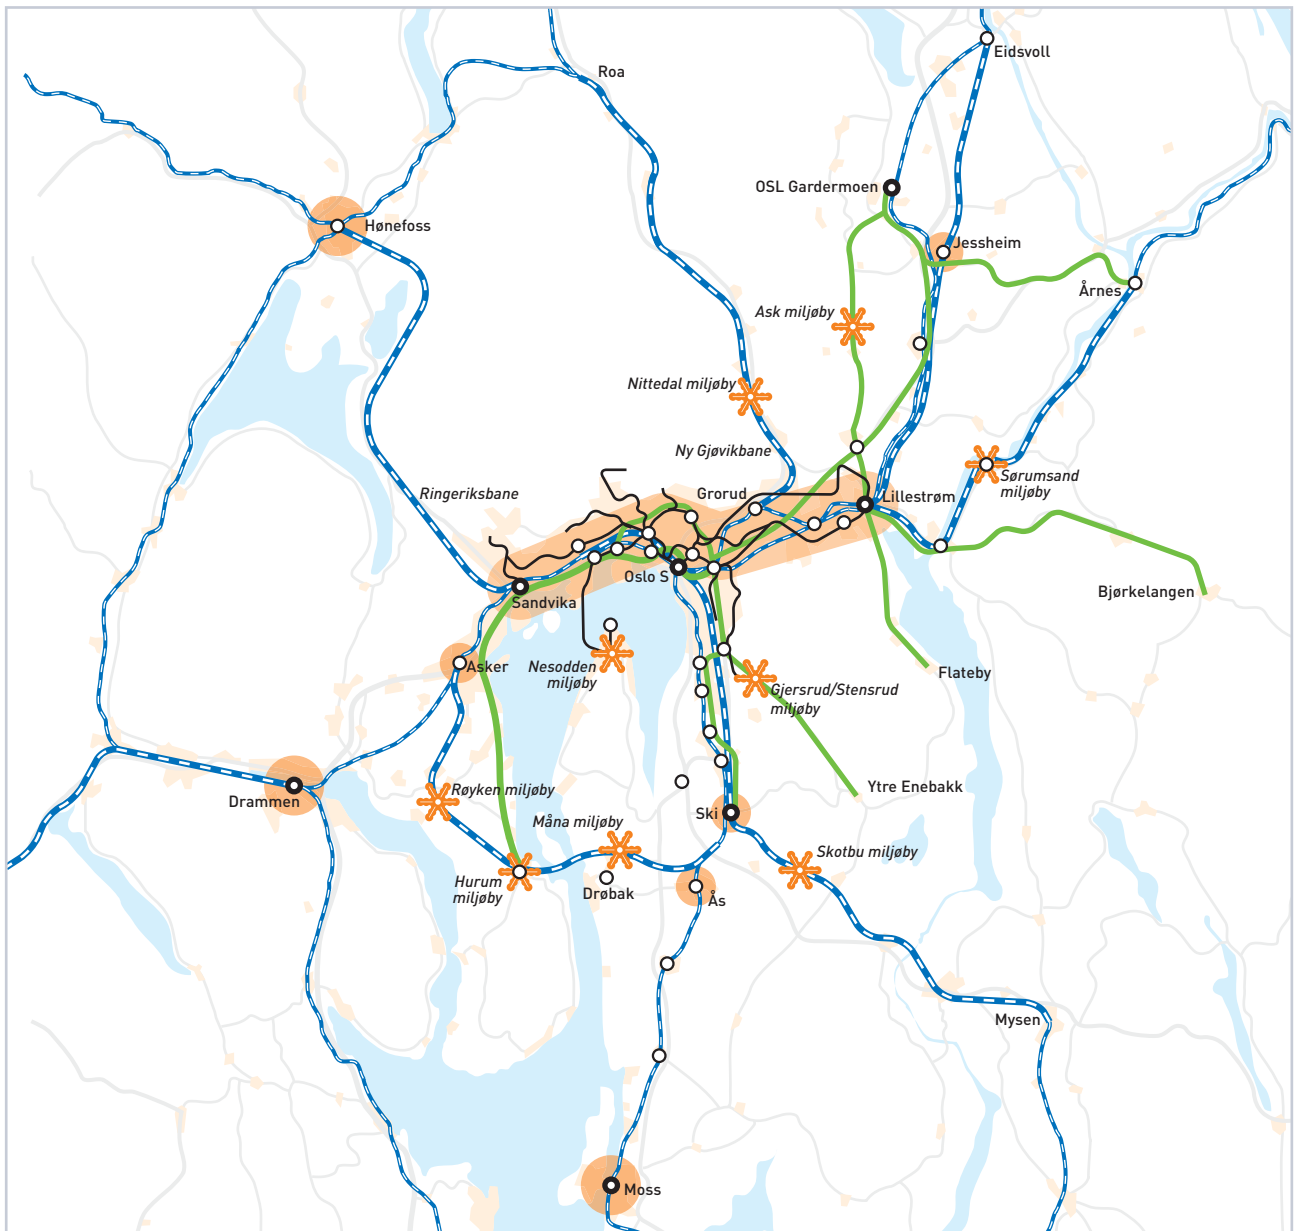 Eidsvoll
Roa
OSL Gardermoen
Hønefoss
Jessheim
Årnes
Ask miljøby
Nittedal miljøby
Ny Gjøvikbane
Sørumsand
miljøby
Ringeriksbane
Grorud
Lillestrøm
Oslo S
Bjørkelangen
Sandvika
Asker
Nesodden
miljøby
Flateby
Gjersrud/Stensrud
miljøby
Røyken miljøby
Ytre Enebakk
Drammen
Ski
Måna miljøby
Skotbu miljøby
Hurum
miljøby
Drøbak
Ås
Mysen
Moss